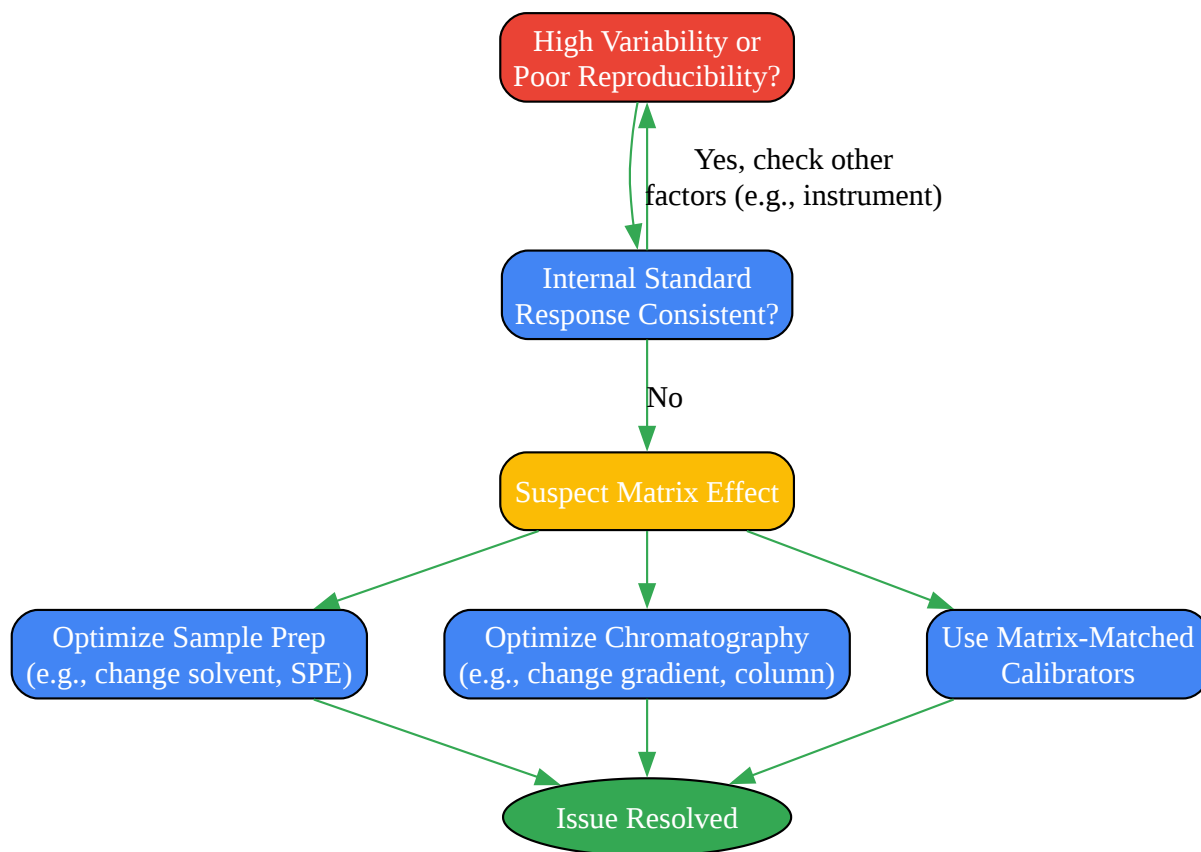 High Variability or
Poor Reproducibility?
Yes, check other
factors (e.g., instrument)
Internal Standard
Response Consistent?
No
Suspect Matrix Effect
Optimize Sample Prep
(e.g., change solvent, SPE)
Optimize Chromatography
(e.g., change gradient, column)
Use Matrix-Matched
Calibrators
Issue Resolved